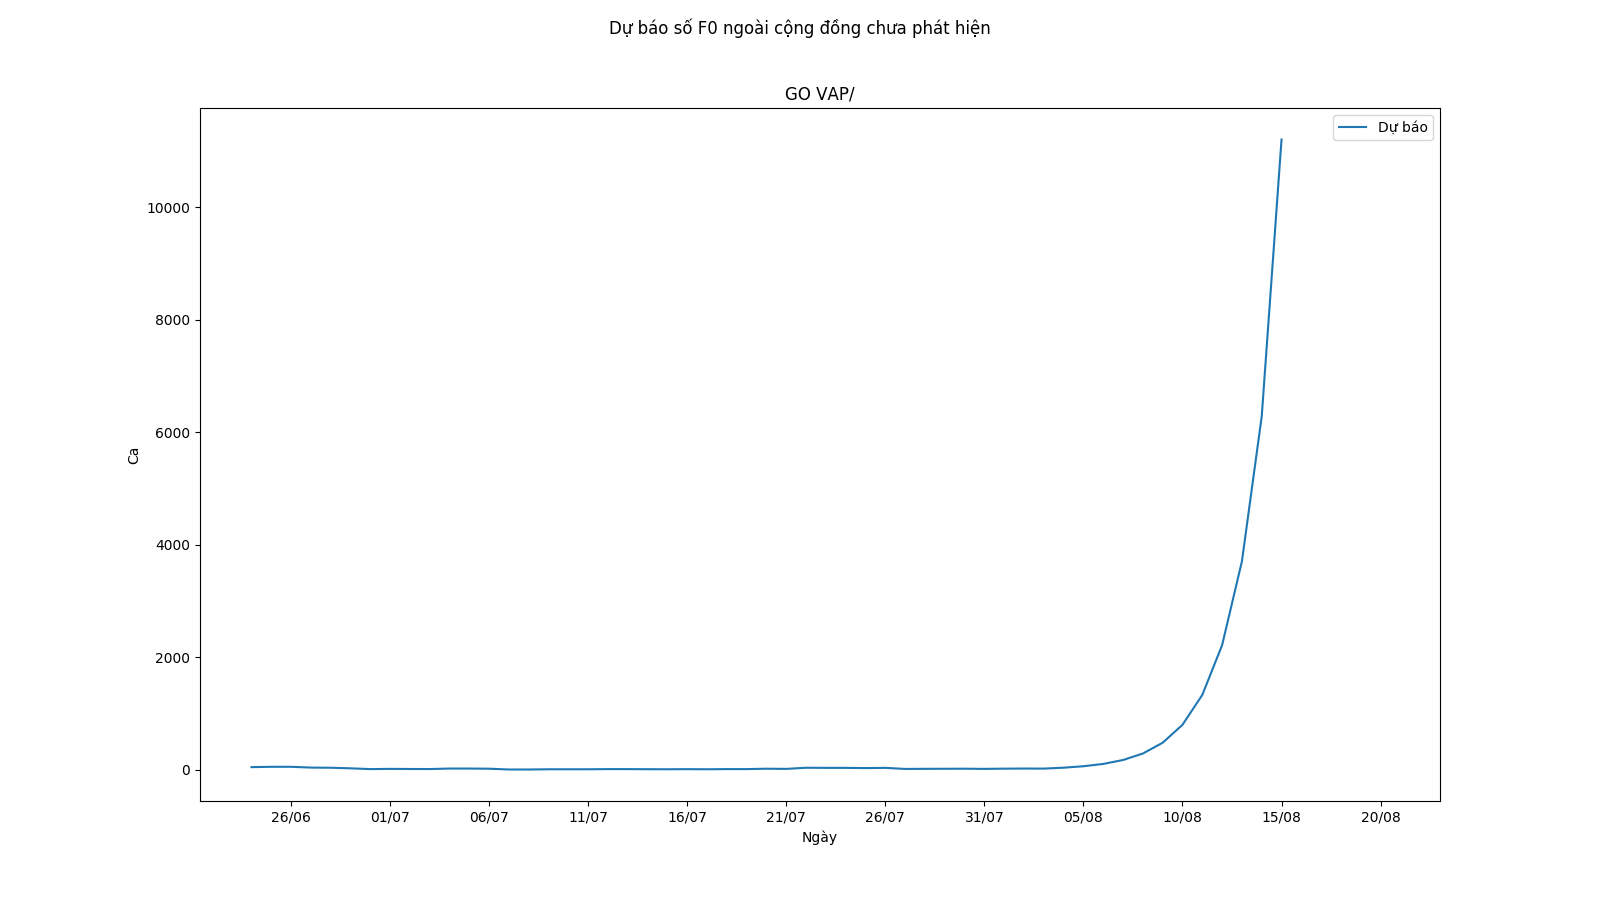 Dự báo số F0 ngoài cộng đồng chưa phát hiện
GO VAP/
Dự báo
10000
8000
6000
4000
2000
0
Ca
26/06 01/07 06/07 11/07 16/07 21/07 26/07 31/07 05/08 10/08 15/08 20/08
Ngày